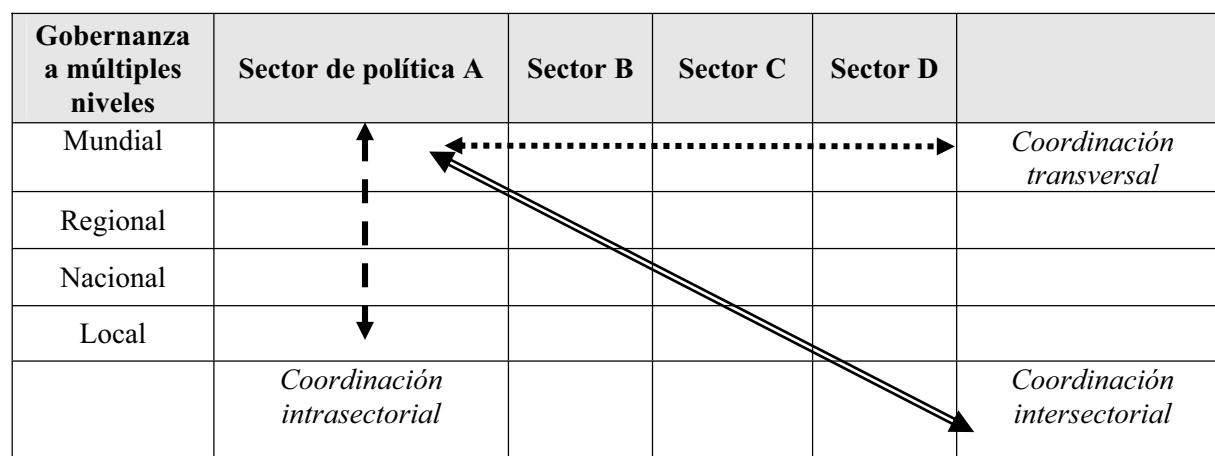 Gobernanza
a múltiples
niveles
Sector de política A
Sector B
Sector C
Sector D
Mundial
Coordinación
transversal
Regional
Nacional
Local
Coordinación
intrasectorial
Coordinación
intersectorial